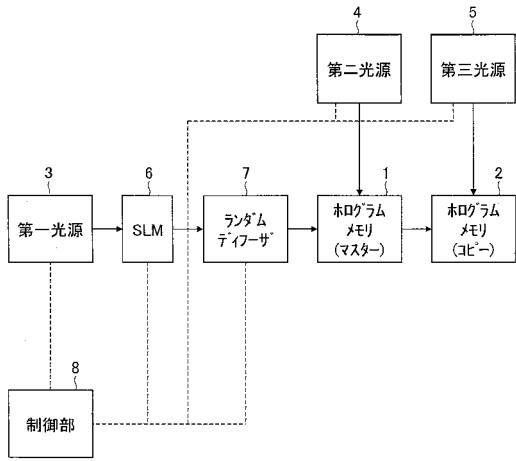 4
5
第二光源
第三光源
3
6
7
1
2
第一光源
SLM
ランダム
ディフーザ
ホログラム
メモリ
(マスター)
ホログラム
メモリ
(コピー)
8
制御部